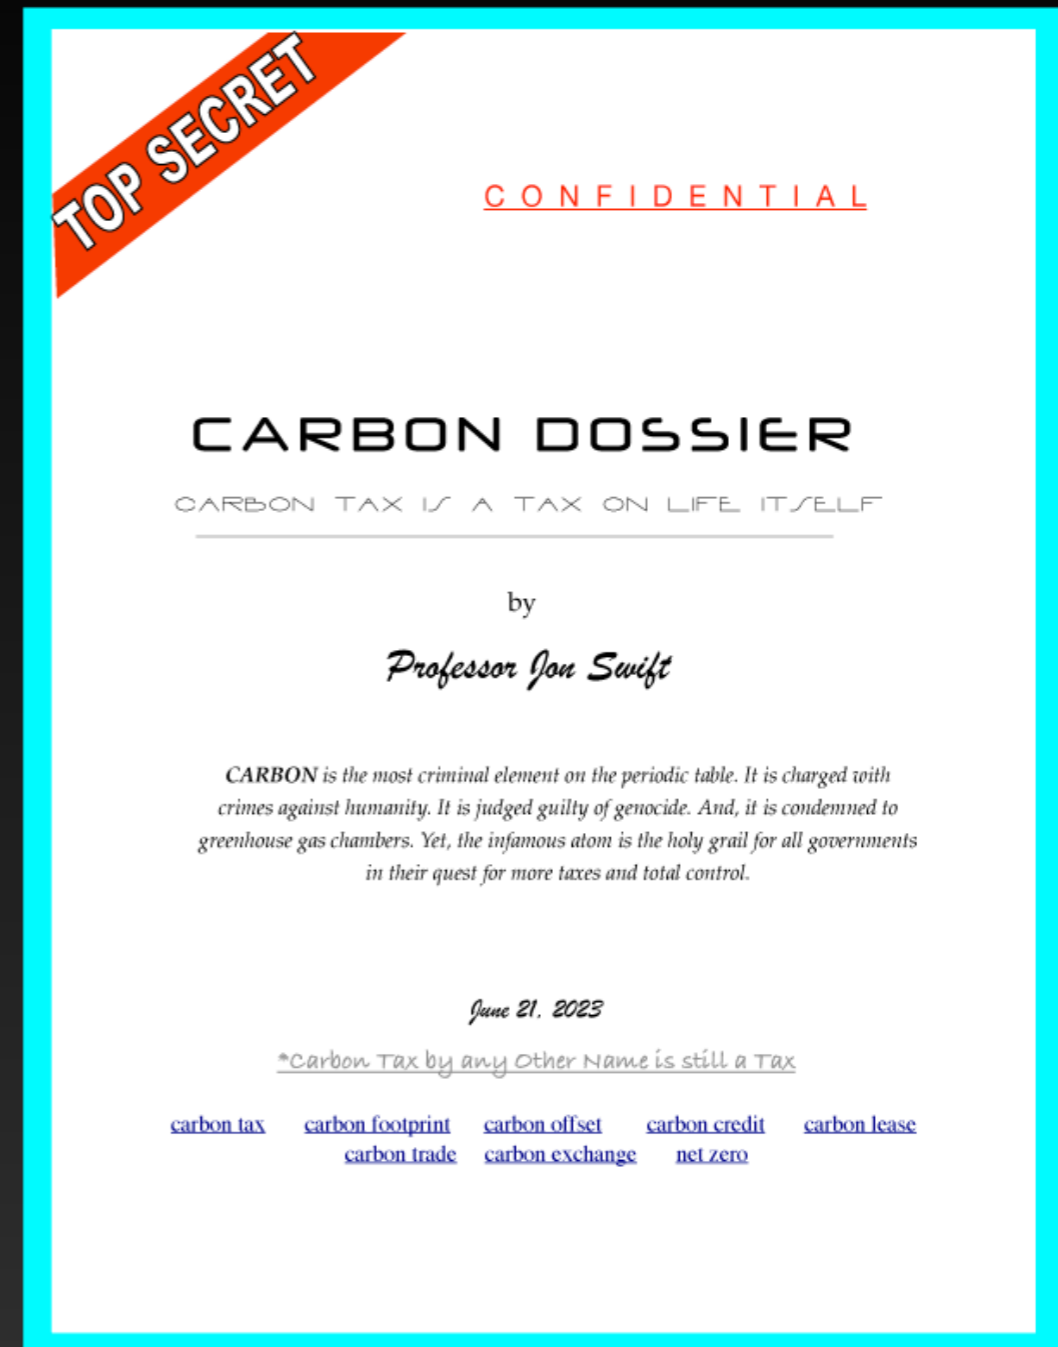 TOP SECRET
CONFIDENTIAL
CARBON DOSSIER
CARBON TAX IS A TAX ON LIFE ITSELF
by
Professor Jon Swift
CARBON is the most criminal element on the periodic table. It is charged with
crimes against humanity. It is judged guilty of genocide. And, it is condemned to
greenhouse gas chambers. Yet, the infamous atom is the holy grail for all governments
in their quest for more taxes and total control.
June 21, 2023
*Carbon Tax by any Other Name is still a Tax
carbon tax carbon footprint carbon offset carbon credit carbon lease
carbon trade carbon exchange net zero